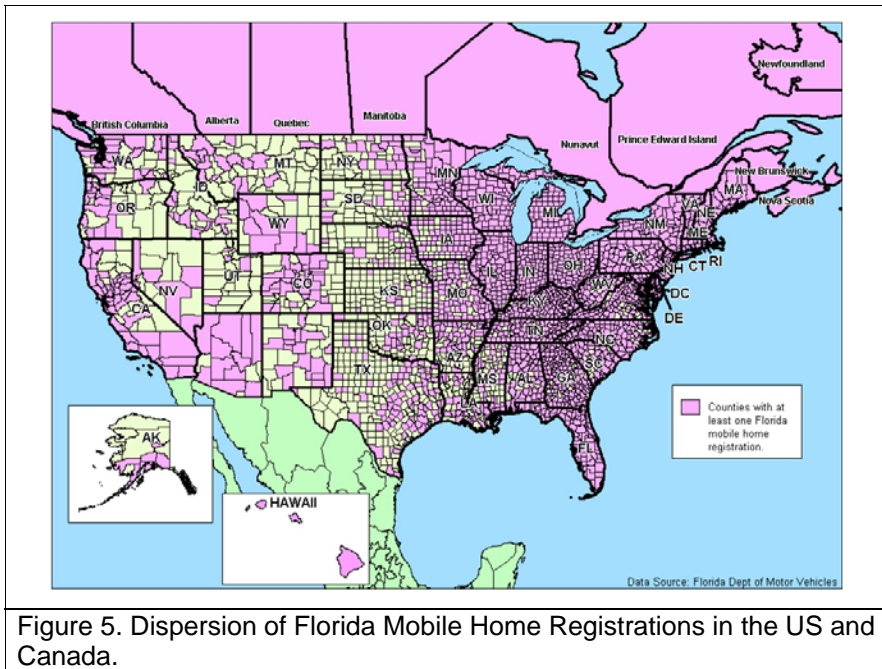 Newfoundland
British Columbia
Alberta
Quebec
Manitoba
Nunavut
Prince Edward Island
New Brunswick
Nova Scotia
WA
MT
NY
MN
ID
OR
SD
WI
MI
VA
MA
NE
NM
ME
WY
IA
PA
NH CT RI
NV
UT
CO
IL
IN
OH
DC
CA
KS
MO
WV
DE
KY
OK
TN
NC
AZ
SC
TX
MS
AL
GA
LA
FL
Counties with at
least one Florida
mobile home
registration.
AK
HAWAII
Data Source: Florida Dept of Motor Vehicles
Figure 5. Dispersion of Florida Mobile Home Registrations in the US and
Canada.